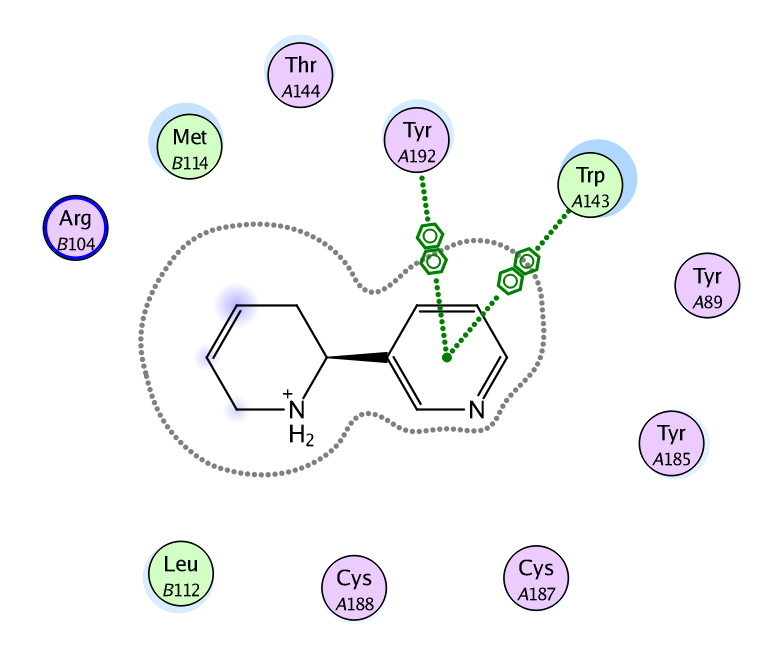 Thr
A144
Tyr
A192
Met
B114
Trp
A143
Arg
B104
Tyr
A89
+
N
H2
N
Tyr
A185
Leu
B112
Cys
A188
Cys
A187